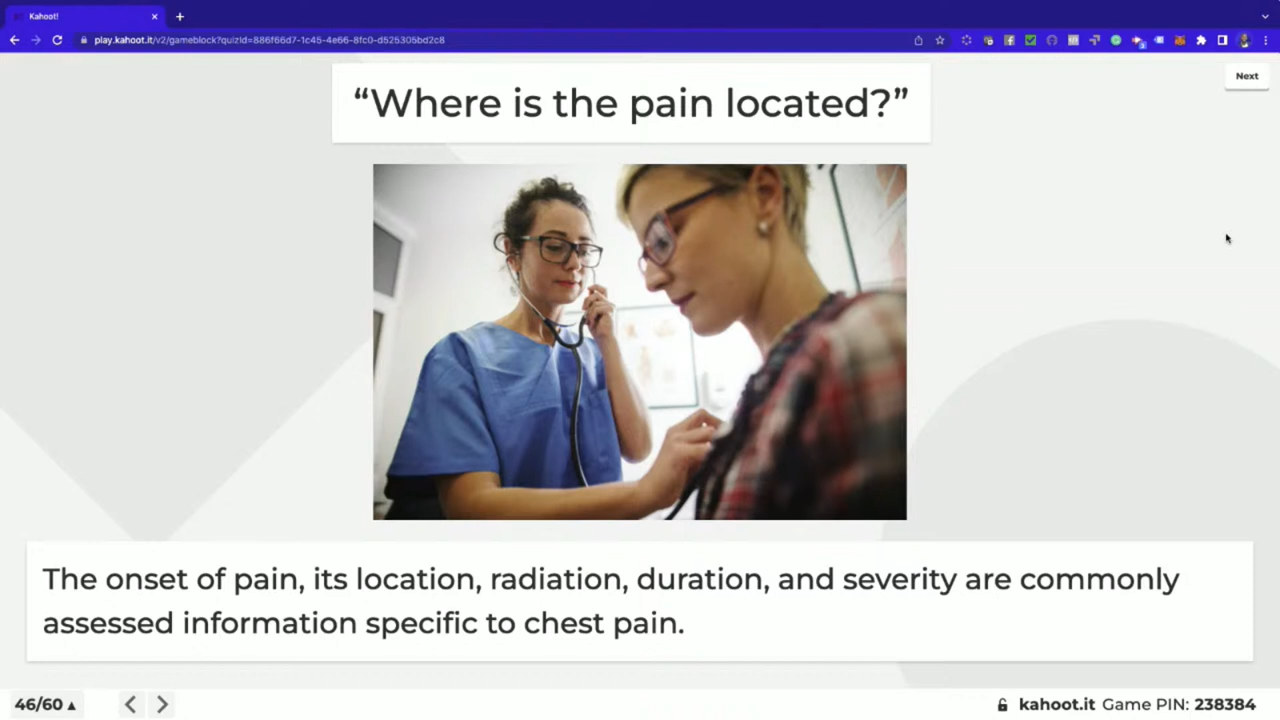 Kahoot!
play.kahoot.it/v2/gameblock?quizId=886f66d7-1c45-4e66-8fc0-d525305bd2c8
Next
“Where is the pain located?”
The onset of pain, its location, radiation, duration, and severity are commonly
assessed information specific to chest pain.
46/60 ▲
kahoot.it Game PIN: 238384